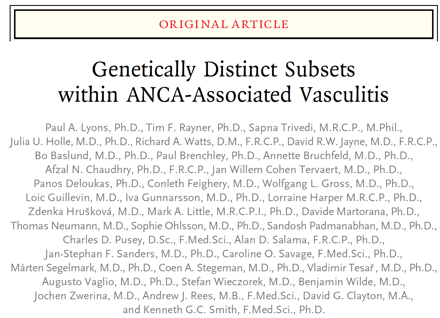 ORIGINAL ARTICLE
Genetically Distinct Subsets
within ANCA-Associated Vasculitis
Paul A. Lyons, Ph.D., Tim F. Rayner, Ph.D., Sapna Trivedi, M.R.C.P., M.Phil.,
Julia U. Holle, M.D., Ph.D., Richard A. Watts, D.M., F.R.C.P., David R.W. Jayne, M.D., F.R.C.P.,
Bo Baslund, M.D., Ph.D., Paul Brenchley, Ph.D., Annette Bruchfeld, M.D., Ph.D.,
Afzal N. Chaudhry, Ph.D., F.R.C.P., Jan Willem Cohen Tervaert, M.D., Ph.D.,
Panos Deloukas, Ph.D., Conleth Feighery, M.D., Wolfgang L. Gross, M.D., Ph.D.,
Loic Guillevin, M.D., Iva Gunnarsson, M.D., Ph.D., Lorraine Harper M.R.C.P., Ph.D.,
Zdenka Hrušková, M.D., Mark A. Little, M.R.C.P.I., Ph.D., Davide Martorana, Ph.D.,
Thomas Neumann, M.D., Sophie Ohlsson, M.D., Ph.D., Sandosh Padmanabhan, M.D., Ph.D.,
Charles D. Pusey, D.Sc., F.Med.Sci., Alan D. Salama, F.R.C.P., Ph.D.,
Jan-Stephan F. Sanders, M.D., Ph.D., Caroline O. Savage, F.Med.Sci., Ph.D.,
Mårten Segelmark, M.D., Ph.D., Coen A. Stegeman, M.D., Ph.D., Vladimir Tesař, M.D., Ph.D.,
Augusto Vaglio, M.D., Ph.D., Stefan Wieczorek, M.D., Benjamin Wilde, M.D.,
Jochen Zwerina, M.D., Andrew J. Rees, M.B., F.Med.Sci., David G. Clayton, M.A.,
and Kenneth G.C. Smith, F.Med.Sci., Ph.D.